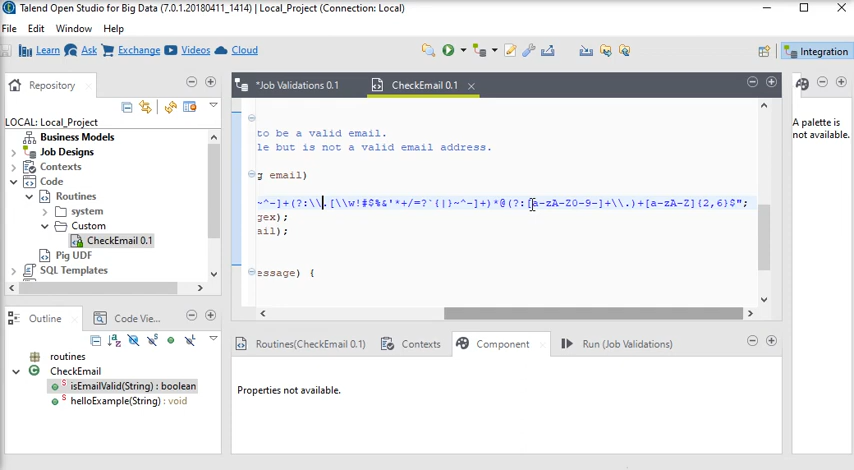 Talend Open Studio for Big Data (7.0.1.20180411_1414) | Local_Project (Connection: Local)
File Edit Window Help
Learn Ask Exchange Videos Cloud
Integration
Repository
LOCAL: Local_Project
Business Models
Job Designs
Contexts
Code
Routines
system
Custom
CheckEmail 0.1
Pig UDF
SQL Templates
*Job Validations 0.1
CheckEmail 0.1
to be a valid email.
le but is not a valid email address.
g email)
~^-]+(?:\\.[\\w!#$%&'*+/=?`{|}~^-]+)*@(?:[a-zA-Z0-9-]+\\.)+[a-zA-Z]{2,6}$";
gex);
ail);
essage) {
A palette is
not available.
Outline
Code Vie...
routines
CheckEmail
isEmailValid(String) : boolean
helloExample(String) : void
Routines(CheckEmail 0.1)
Contexts
Component
Run (Job Validations)
Properties not available.